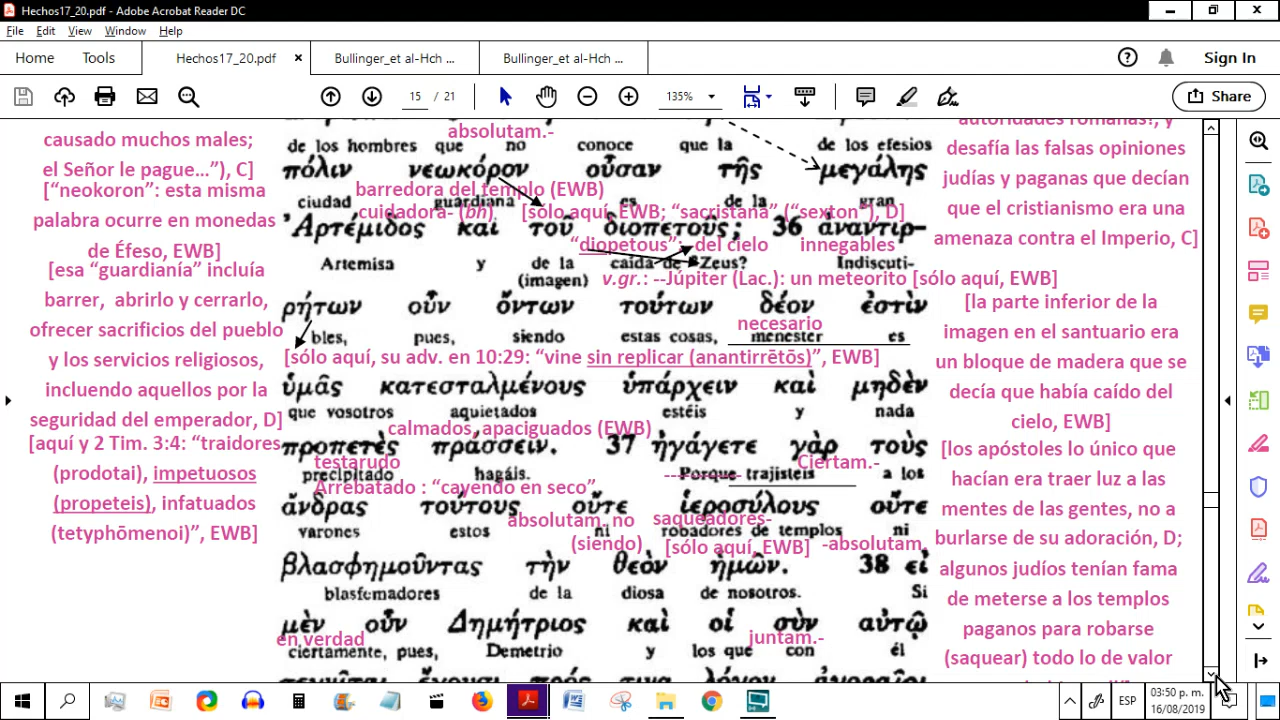 Hechos17_20.pdf - Adobe Acrobat Reader DC
File Edit View Window Help
Home Tools Hechos17_20.pdf × Bullinger_et al-Hch ... Bullinger_et al-Hch ... Sign In
15 / 21 135% Share
causado muchos males;
el Señor le pague…”), C]
[“neokoron”: esta misma
palabra ocurre en monedas
de Éfeso, EWB]
[esa “guardianía” incluía
barrer, abrirlo y cerrarlo,
ofrecer sacrificios del pueblo
y los servicios religiosos,
incluendo aquellos por la
seguridad del emperador, D]
[aquí y 2 Tim. 3:4: “traidores
(prodotai), impetuosos
(propeteis), infatuados
(tetyphōmenoi)”, EWB]
absolutam.-
de los hombres que no conoce que la de los efesios
πόλιν νεωκόρον οὖσαν τῆς μεγάλης
barredora del templo (EWB)
ciudad guardiana es de la gran
cuidadora- (bh) [sólo aquí, EWB; “sacristana” (“sexton”), D]
Ἀρτέμιδος καὶ τοῦ διοπετοῦς; 36 ἀναντιρ-
“diopetous”: del cielo innegables
Artemisa y de la caída de Zeus? Indiscuti-
(imagen) v.gr.: --Júpiter (Lac.): un meteorito [sólo aquí, EWB]
ρήτων οὖν ὄντων τούτων δέον ἐστὶν
necesario
bles, pues, siendo estas cosas, menester es
[sólo aquí, su adv. en 10:29: “vine sin replicar (anantirrētōs)”, EWB]
ὑμᾶς κατεσταλμένους ὑπάρχειν καὶ μηδὲν
que vosotros aquietados estéis y nada
calmados, apaciguados (EWB)
προπετὲς πράσσειν. 37 ἠγάγετε γὰρ τοὺς
testarudo Ciertam.-
precipitado hagáis. Porque trajisteis a los
Arrebatado : “cayendo en seco”
ἄνδρας τούτους οὔτε ἱεροσύλους οὔτε
absolutam. no saqueadores-
varones estos ni robadores de templos ni
(siendo) [sólo aquí, EWB] -absolutam.
βλασφημοῦντας τὴν θεὸν ἡμῶν. 38 εἰ
blasfemadores de la diosa de nosotros. Si
μὲν οὖν Δημήτριος καὶ οἱ σὺν αὐτῷ
en verdad juntam.-
ciertamente, pues, Demetrio y los que con él
autoridades romanas!, y
desafía las falsas opiniones
judías y paganas que decían
que el cristianismo era una
amenaza contra el Imperio, C]
[la parte inferior de la
imagen en el santuario era
un bloque de madera que se
decía que había caído del
cielo, EWB]
[los apóstoles lo único que
hacían era traer luz a las
mentes de las gentes, no a
burlarse de su adoración, D;
algunos judíos tenían fama
de meterse a los templos
paganos para robarse
(saquear) todo lo de valor
ESP
03:50 p. m.
16/08/2019